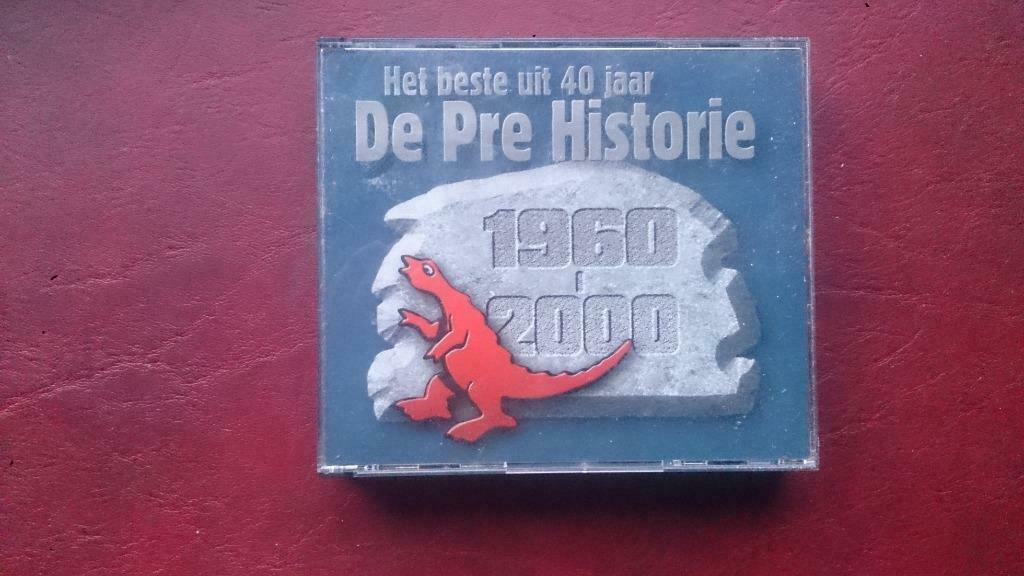 Het beste uit 40 jaar
De Pre Historie
1960
-
2000